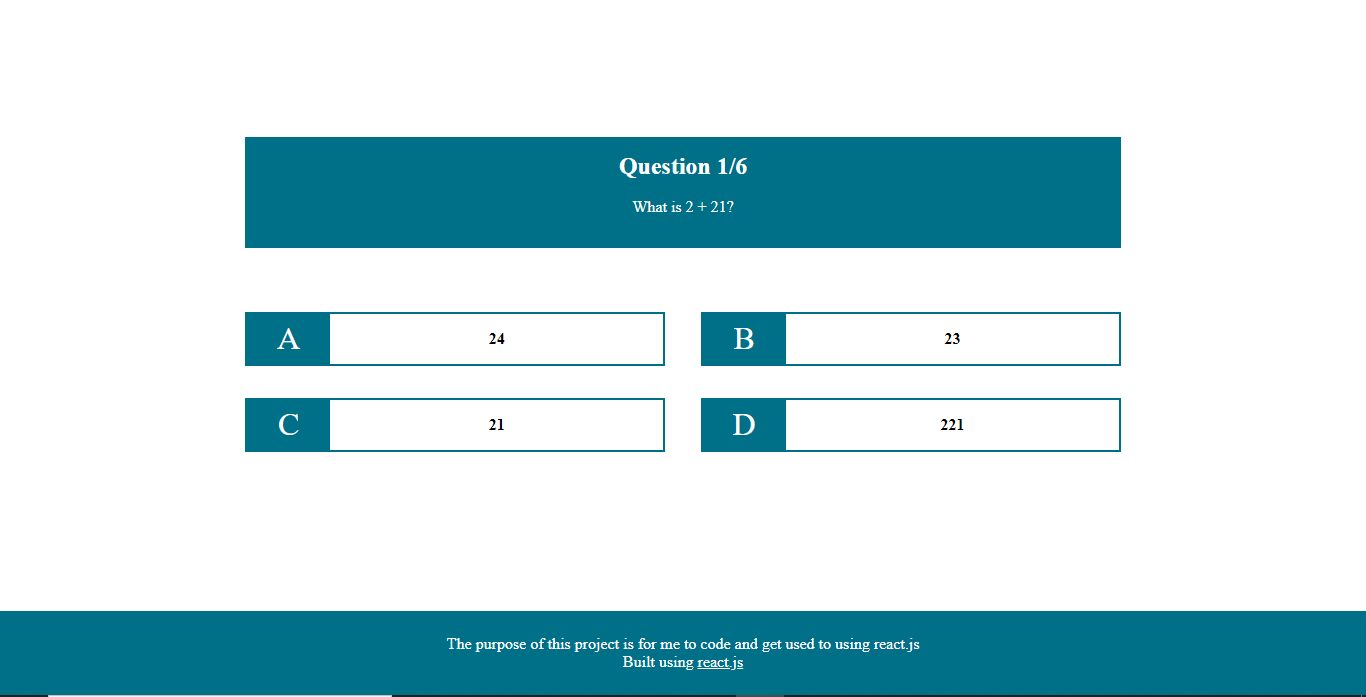 Question 1/6
What is 2 + 21?
A
24
B
23
C
21
D
221
The purpose of this project is for me to code and get used to using react.js
Built using react.js